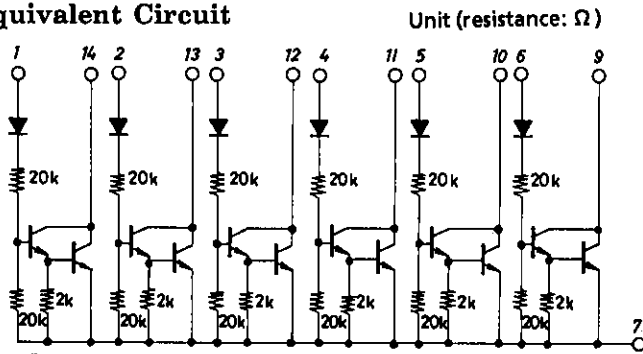 quivalent Circuit
Unit (resistance: Ω)
1 14 2 13 3 12 4 11 5 10 6 9
20k 20k 20k 20k 20k 20k
2k 2k 2k 2k 2k 2k
20k 20k 20k 20k 20k 20k
7